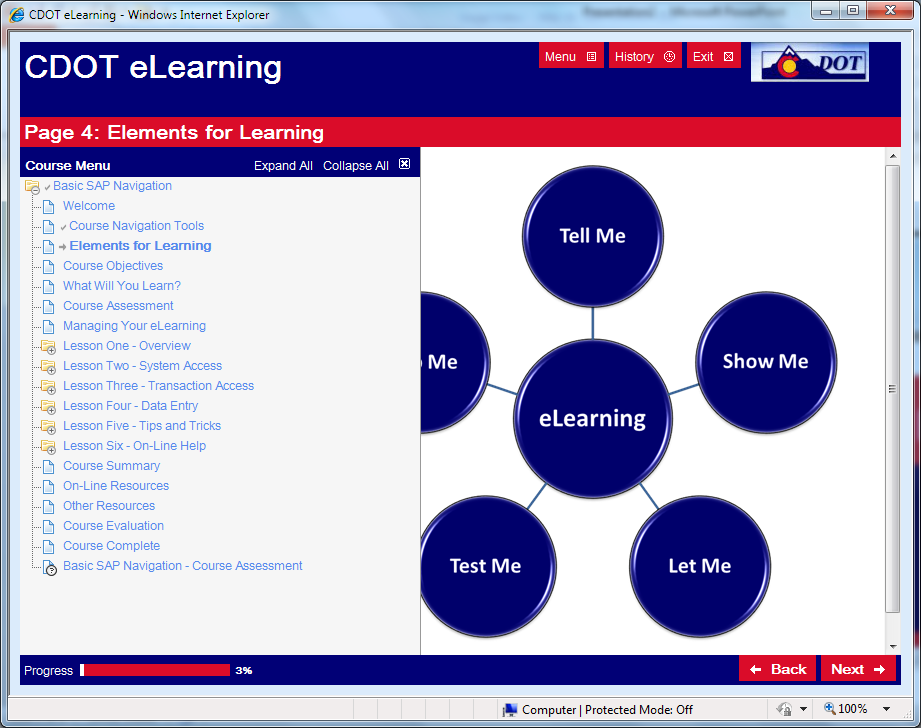 CDOT eLearning - Windows Internet Explorer
CDOT eLearning
Menu
History
Exit
DOT
Page 4: Elements for Learning
Course Menu
Expand All
Collapse All
Basic SAP Navigation
Welcome
Course Navigation Tools
Elements for Learning
Course Objectives
What Will You Learn?
Course Assessment
Managing Your eLearning
Lesson One - Overview
Lesson Two - System Access
Lesson Three - Transaction Access
Lesson Four - Data Entry
Lesson Five - Tips and Tricks
Lesson Six - On-Line Help
Course Summary
On-Line Resources
Other Resources
Course Evaluation
Course Complete
Basic SAP Navigation - Course Assessment
Tell Me
Me
Show Me
eLearning
Test Me
Let Me
Progress
3%
Back
Next
Computer | Protected Mode: Off
100%